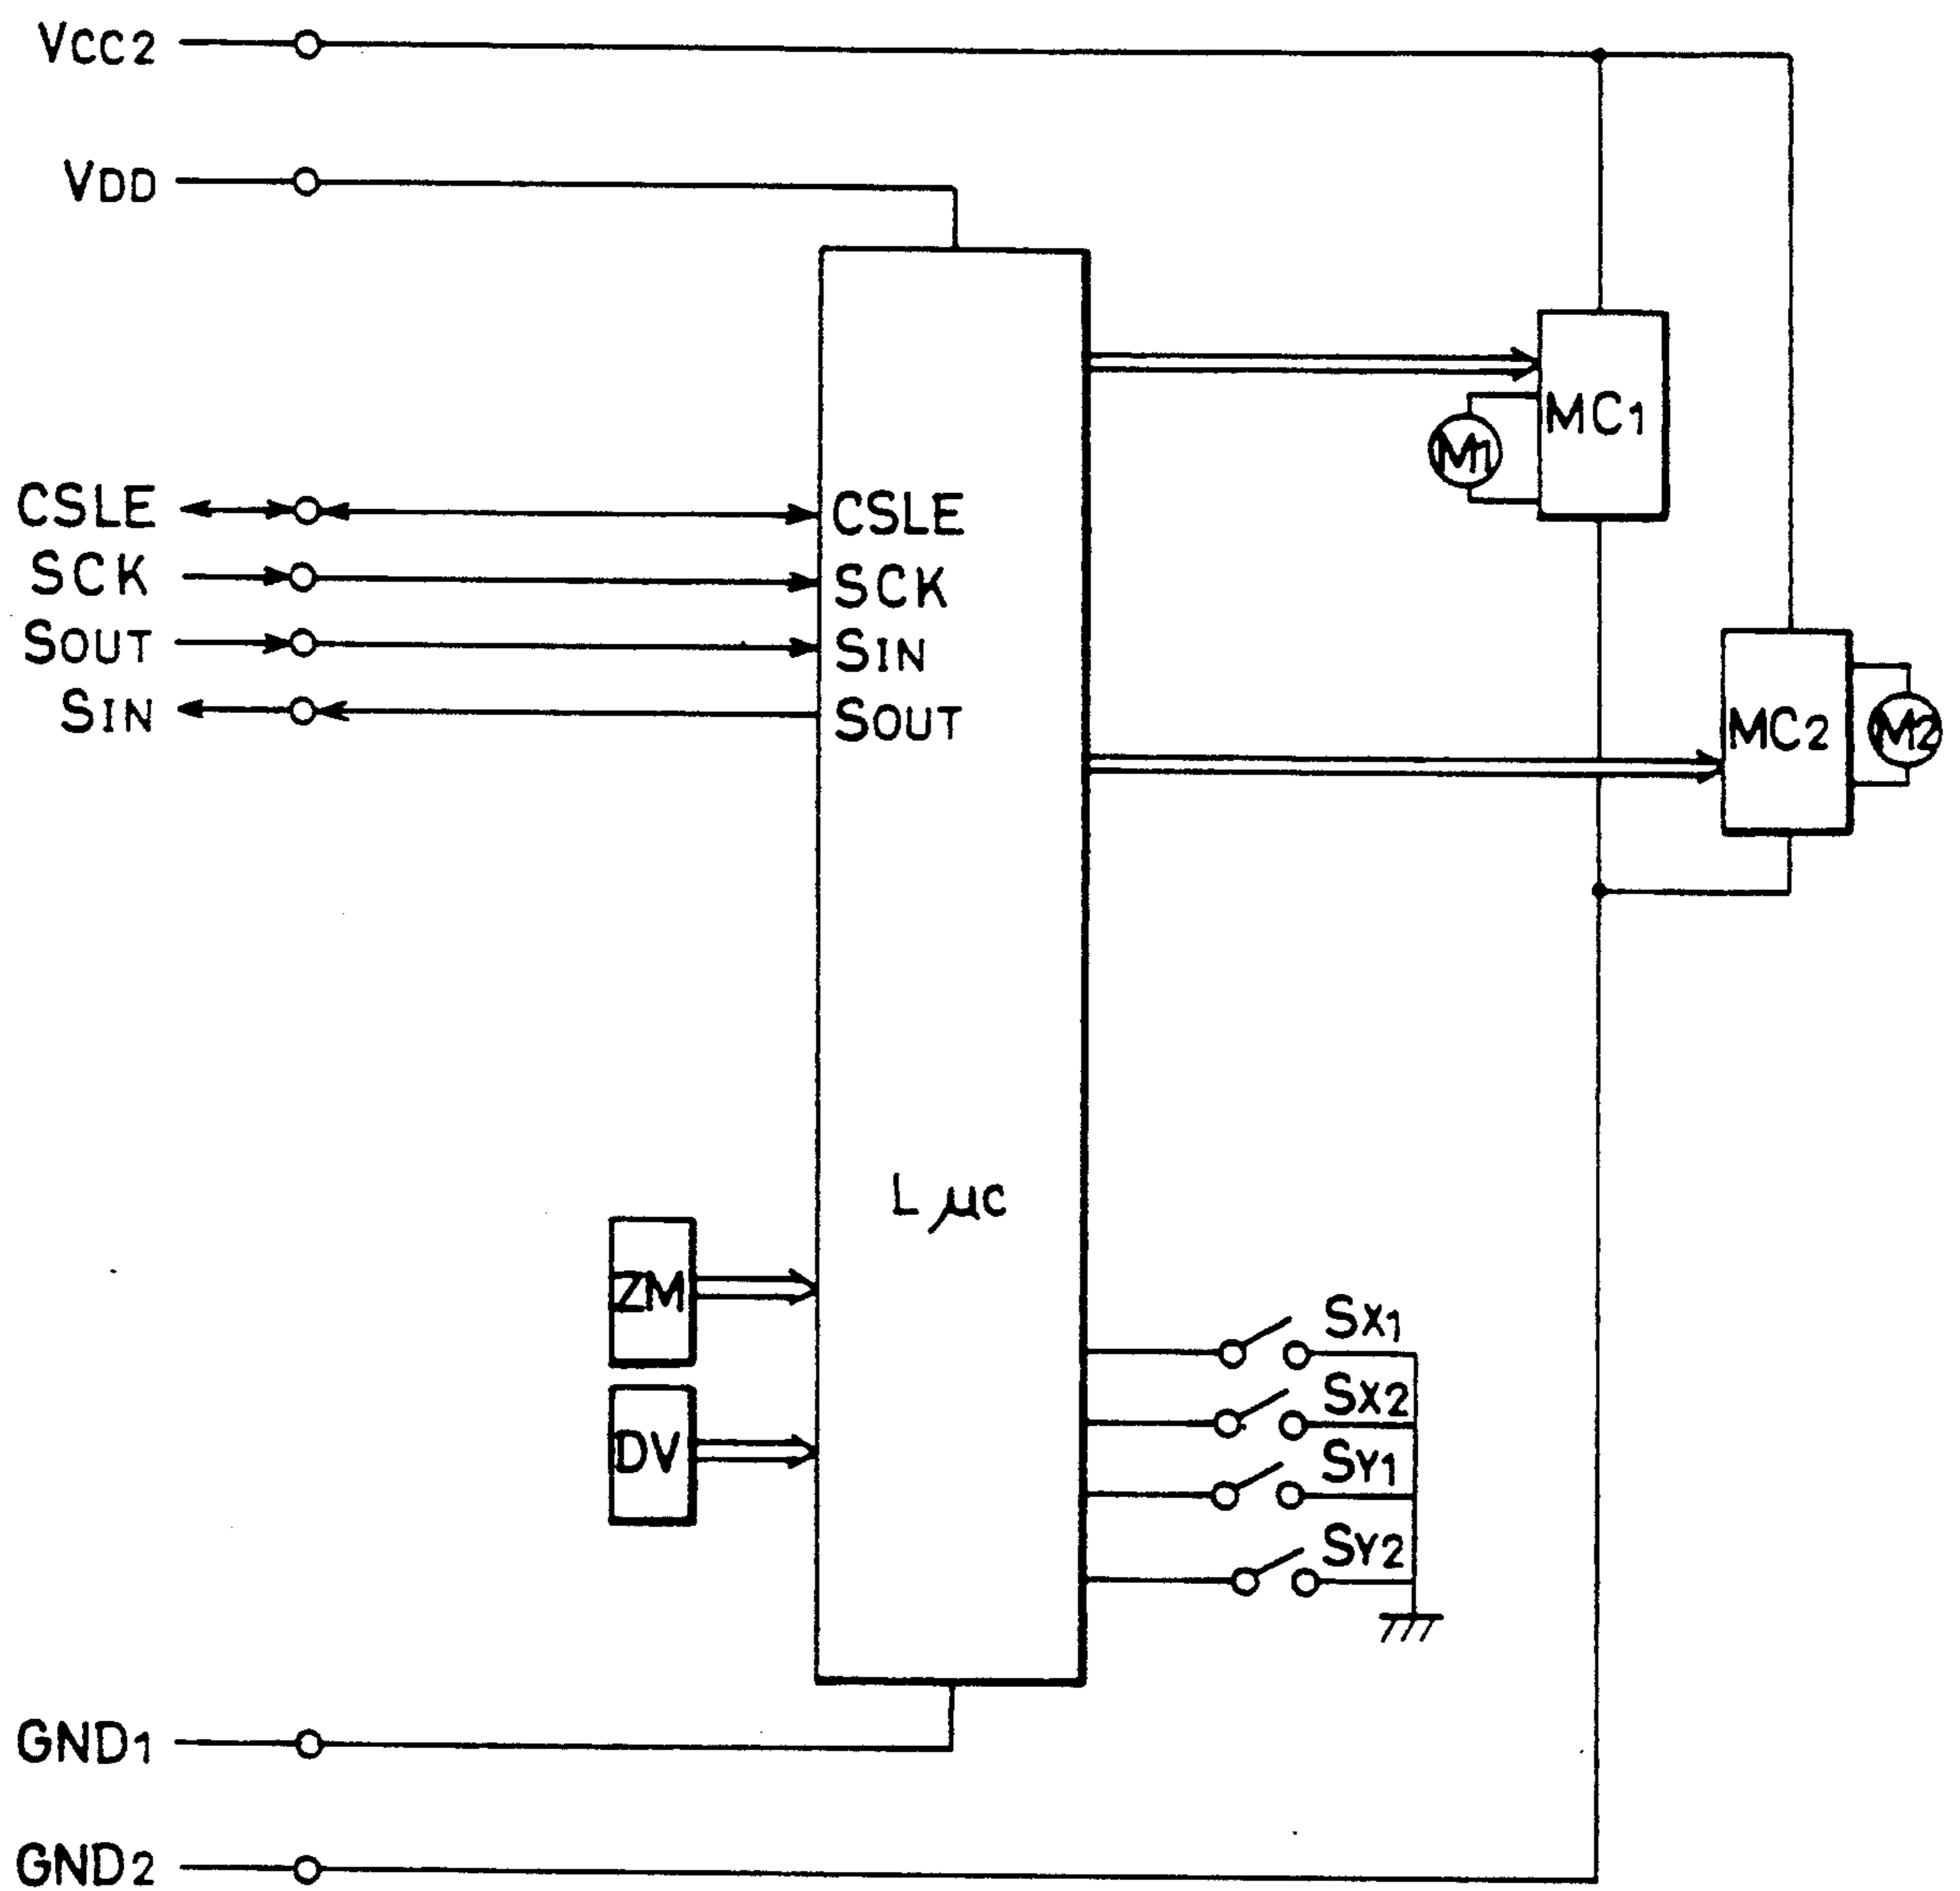 VCC2
VDD
MC1
M1
CSLE CSLE
SCK SCK
SOUT SIN
SIN SOUT
MC2 M2
LμC
ZM
SX1
SX2
DV SY1
SY2
GND1
GND2